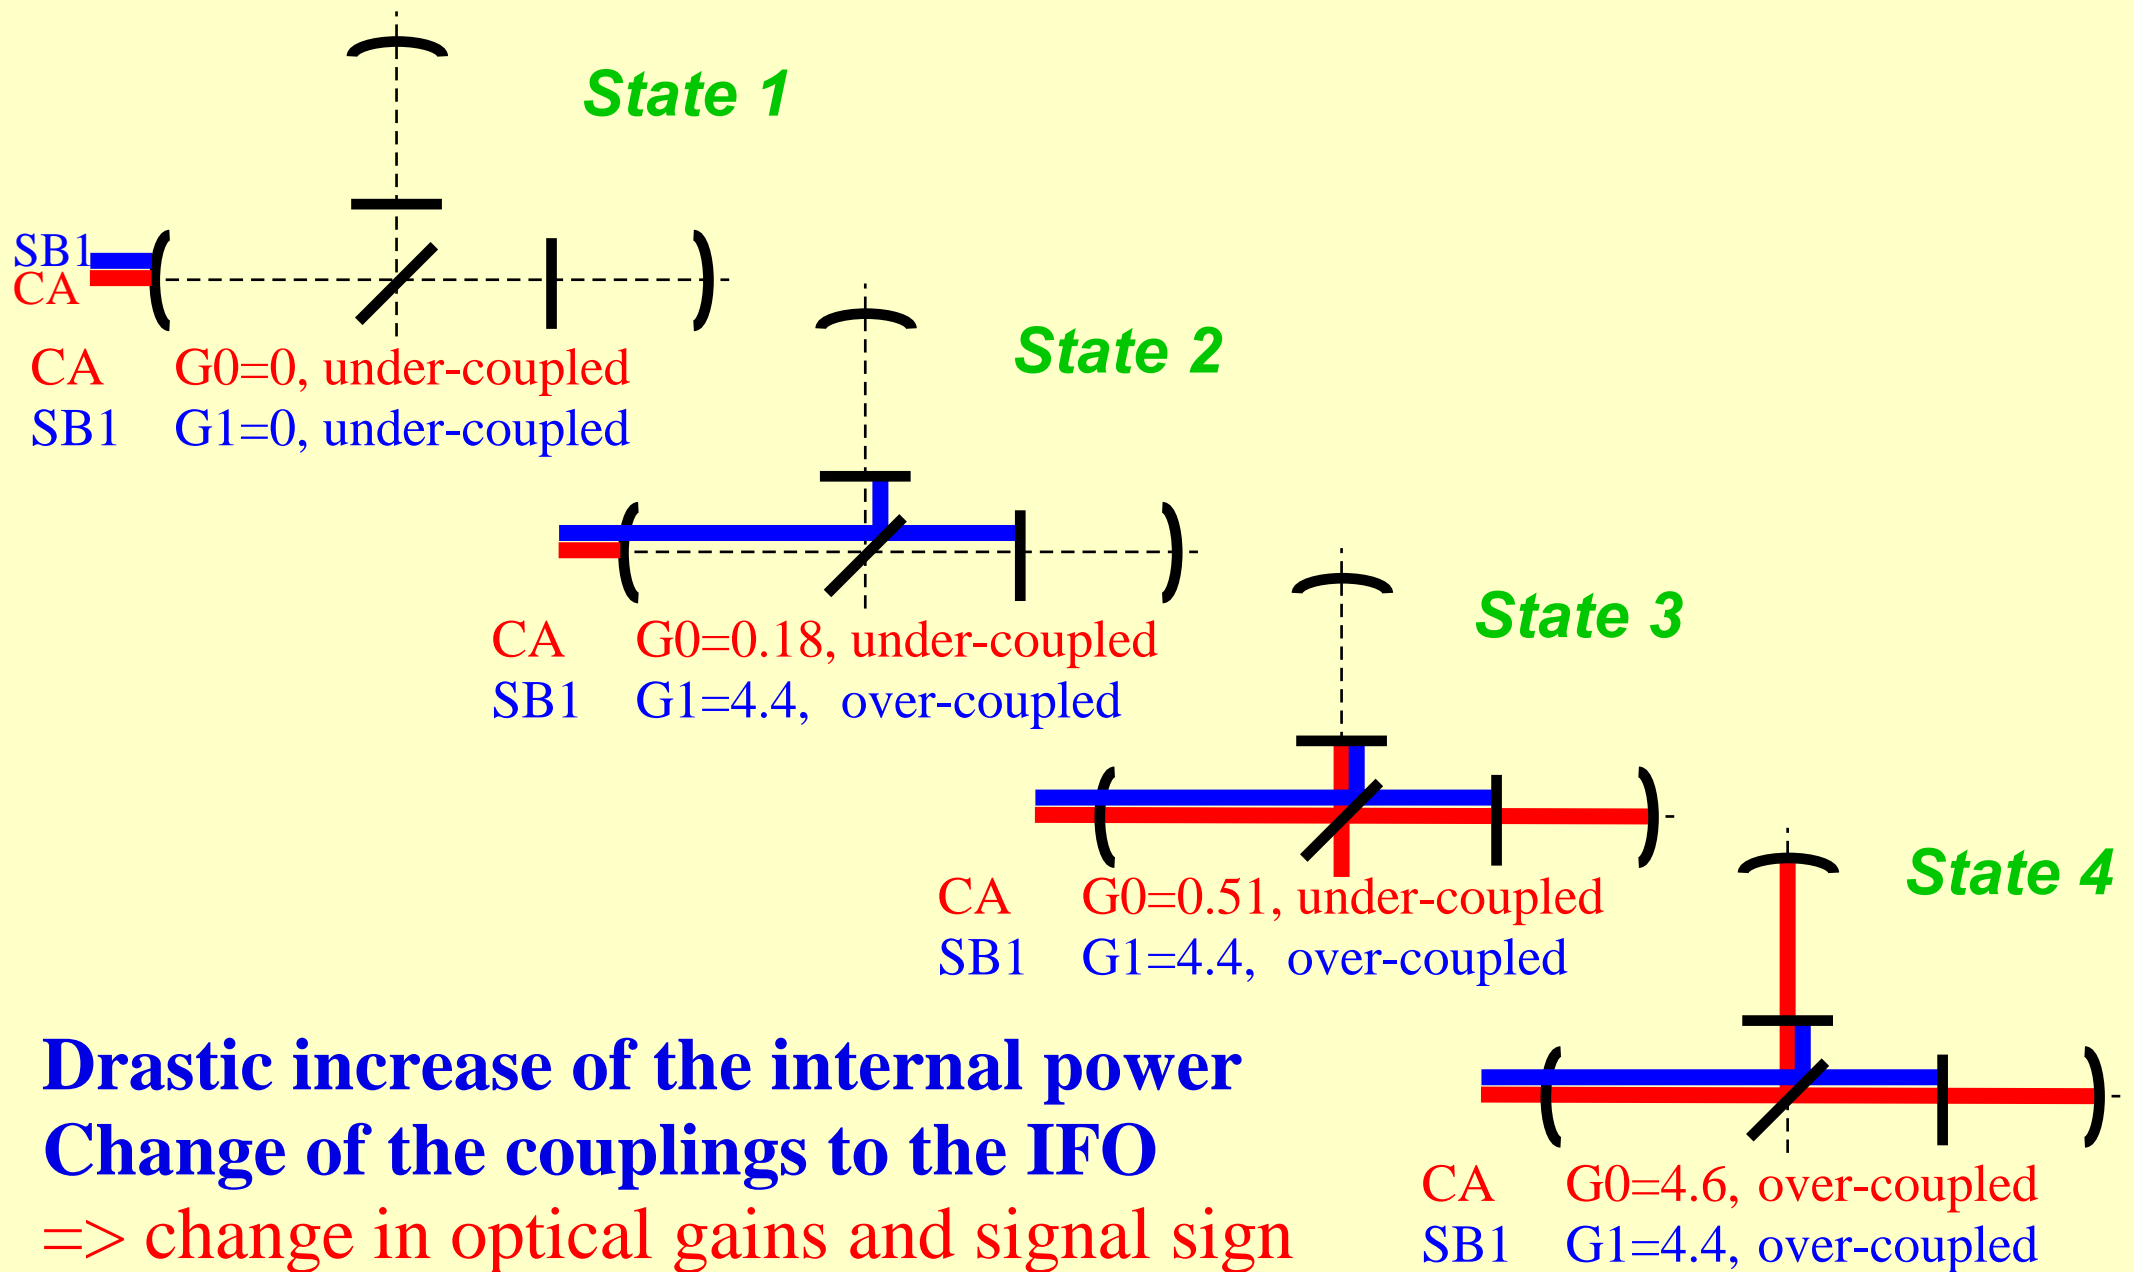 State 1
SB1
CA
CA G0=0, under-coupled
SB1 G1=0, under-coupled
State 2
CA G0=0.18, under-coupled
SB1 G1=4.4, over-coupled
State 3
CA G0=0.51, under-coupled
SB1 G1=4.4, over-coupled
State 4
CA G0=4.6, over-coupled
SB1 G1=4.4, over-coupled
Drastic increase of the internal power
Change of the couplings to the IFO
=> change in optical gains and signal sign